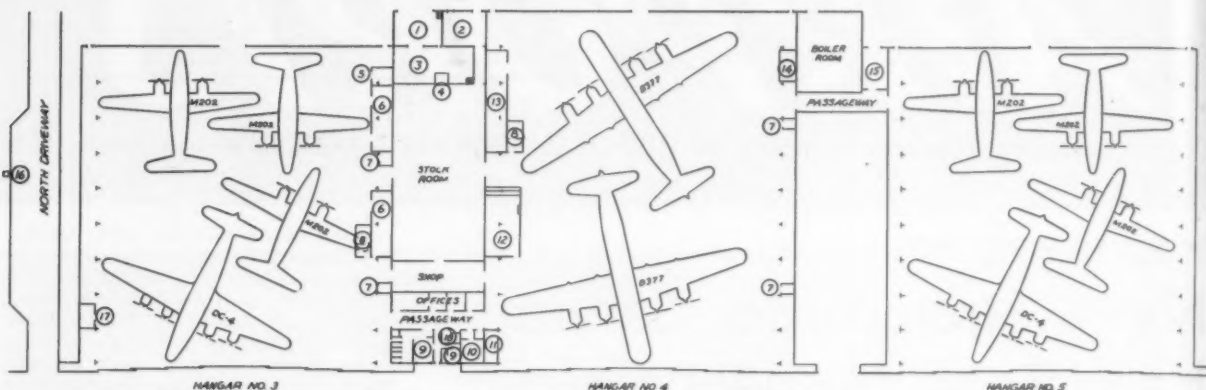 NORTH DRIVEWAY
16
17
M202
M202
M202
DC-4
HANGAR NO. 3
1
2
3
4
5
6
7
6
8
7
STOCK ROOM
SHOP
OFFICES
PASSAGEWAY
9
18
9
10
11
12
13
8
B377
B377
HANGAR NO 4
14
BOILER ROOM
15
PASSAGEWAY
7
7
M202
M202
M202
DC-4
HANGAR NO. 5